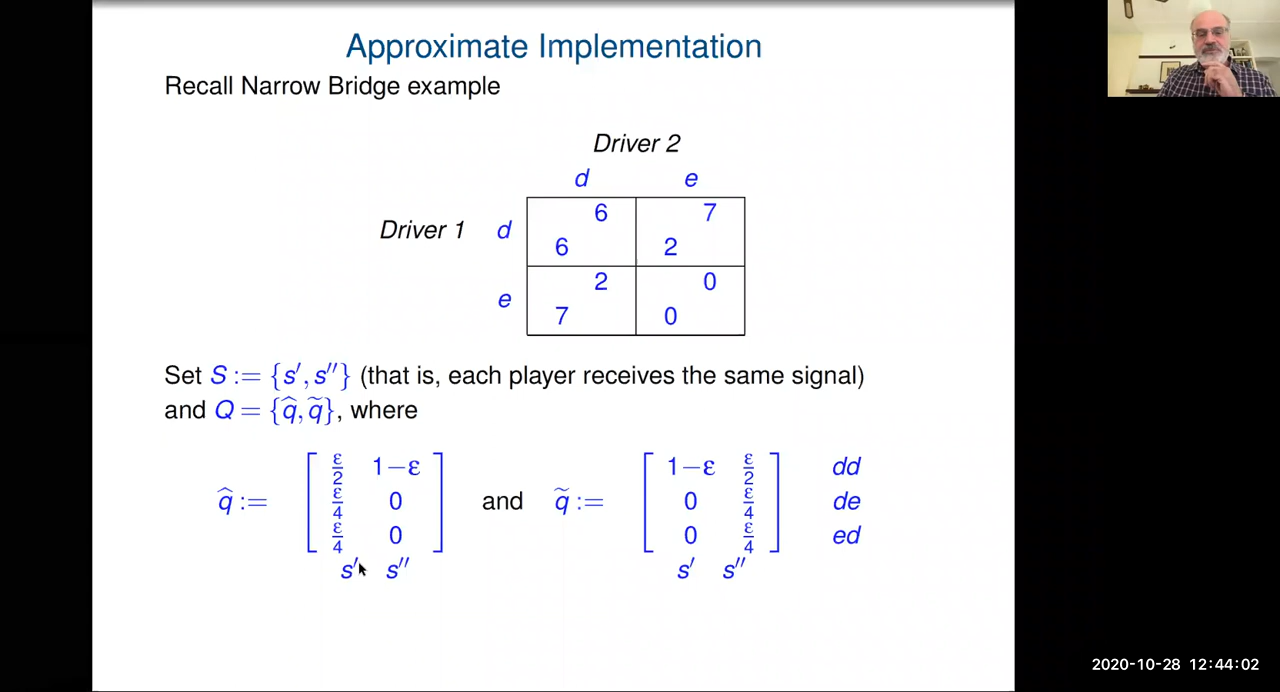 Approximate Implementation
Recall Narrow Bridge example
Driver 2
d e
6 7
Driver 1 d
6 2
2 0
e
7 0
Set S := {s′, s″} (that is, each player receives the same signal)
and Q = {q̂, q̃}, where
ε/2 1−ε 1−ε ε/2 dd
q̂ := ε/4 0 and q̃ := 0 ε/4 de
ε/4 0 0 ε/4 ed
s′ s″ s′ s″
2020-10-28 12:44:02